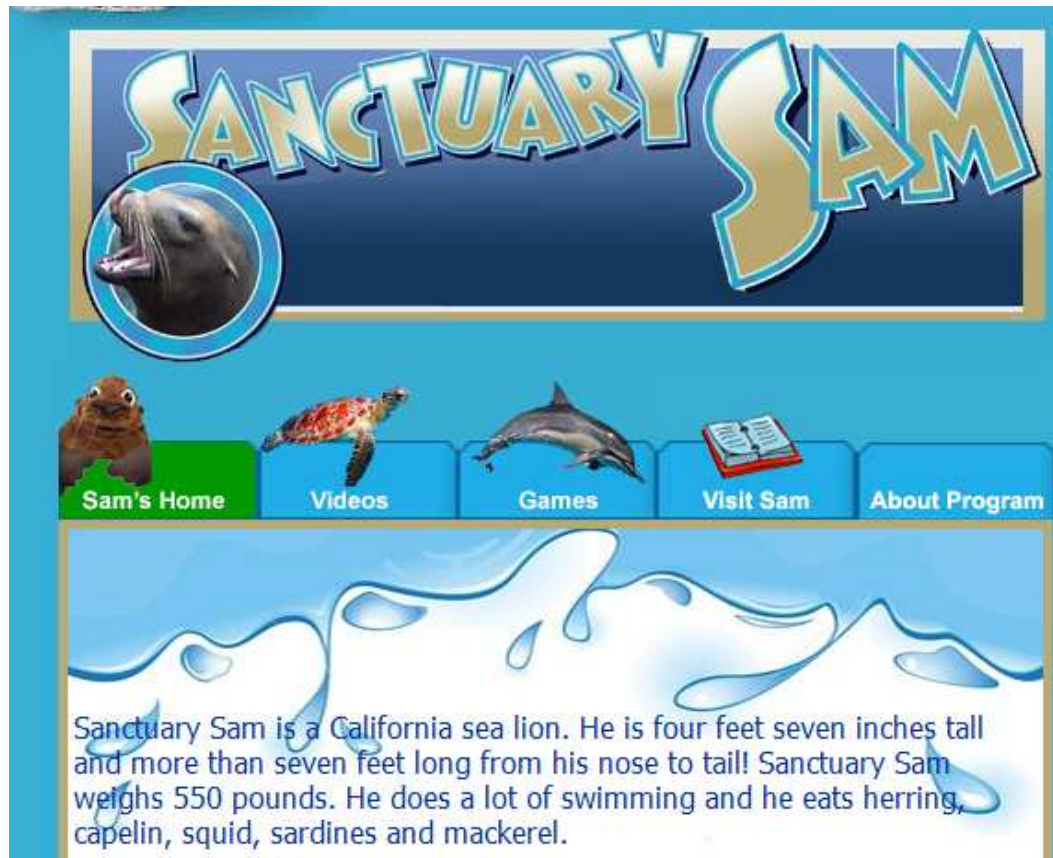 SANCTUARY SAM
Sam's Home
Videos
Games
Visit Sam
About Program
Sanctuary Sam is a California sea lion. He is four feet seven inches tall
and more than seven feet long from his nose to tail! Sanctuary Sam
weighs 550 pounds. He does a lot of swimming and he eats herring,
capelin, squid, sardines and mackerel.